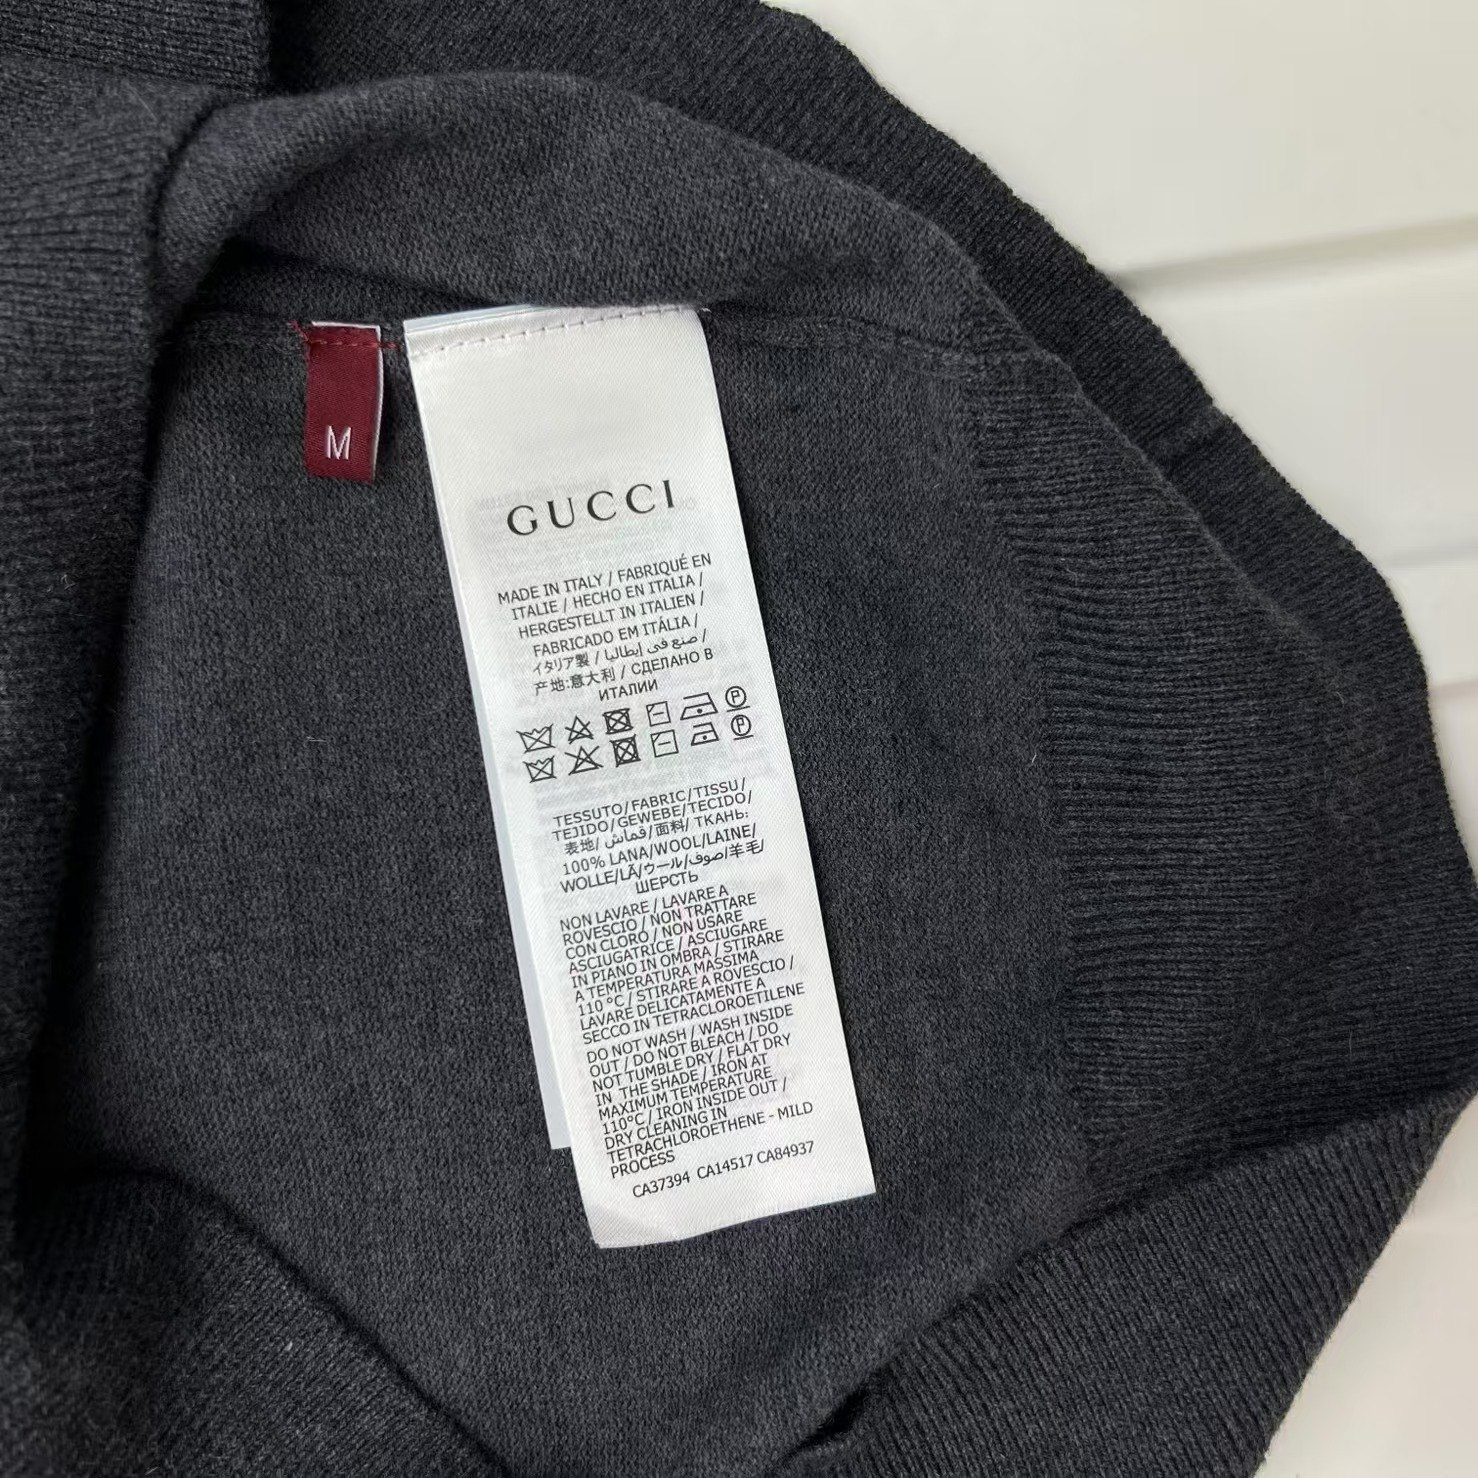 M
GUCCI
MADE IN ITALY / FABRIQUÉ EN
ITALIE / HECHO EN ITALIA /
HERGESTELLT IN ITALIEN /
FABRICADO EM ITÁLIA /
イタリア製 / صنع في إيطاليا /
产地:意大利 / СДЕЛАНО В
ИТАЛИИ
P
P
TESSUTO/FABRIC/TISSU/
TEJIDO/GEWEBE/TECIDO/
表地/ قماش/面料/ ТКАНЬ:
100% LANA/WOOL/LAINE/
WOLLE/LÃ/ウール/صوف/羊毛/
ШЕРСТЬ
NON LAVARE / LAVARE A
ROVESCIO / NON TRATTARE
CON CLORO / NON USARE
ASCIUGATRICE / ASCIUGARE
IN PIANO IN OMBRA / STIRARE
A TEMPERATURA MASSIMA
110 °C / STIRARE A ROVESCIO /
LAVARE DELICATAMENTE A
SECCO IN TETRACLOROETILENE
DO NOT WASH / WASH INSIDE
OUT / DO NOT BLEACH / DO
NOT TUMBLE DRY / FLAT DRY
IN THE SHADE / IRON AT
MAXIMUM TEMPERATURE
110°C / IRON INSIDE OUT /
DRY CLEANING IN
TETRACHLOROETHENE - MILD
PROCESS
CA37394 CA14517 CA84937